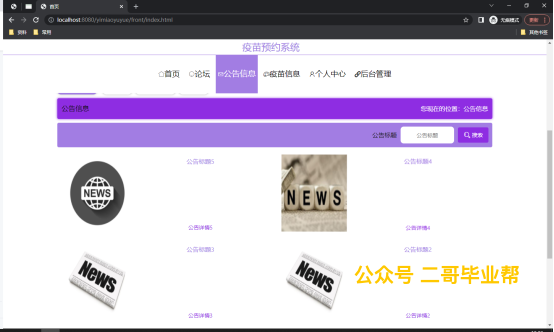 首页
localhost:8080/yimiaoyuyue/front/index.html
无痕模式
更新
资料
常用
其他书签
疫苗预约系统
首页 论坛 公告信息 疫苗信息 个人中心 后台管理
公告信息 您现在的位置：公告信息
公告标题 公告标题 搜索
NEWS
公告标题5
公告详情5
NEWS
公告标题4
公告详情4
News
公告标题3
公告详情3
News
公告标题2
公告详情2
公众号 二哥毕业帮